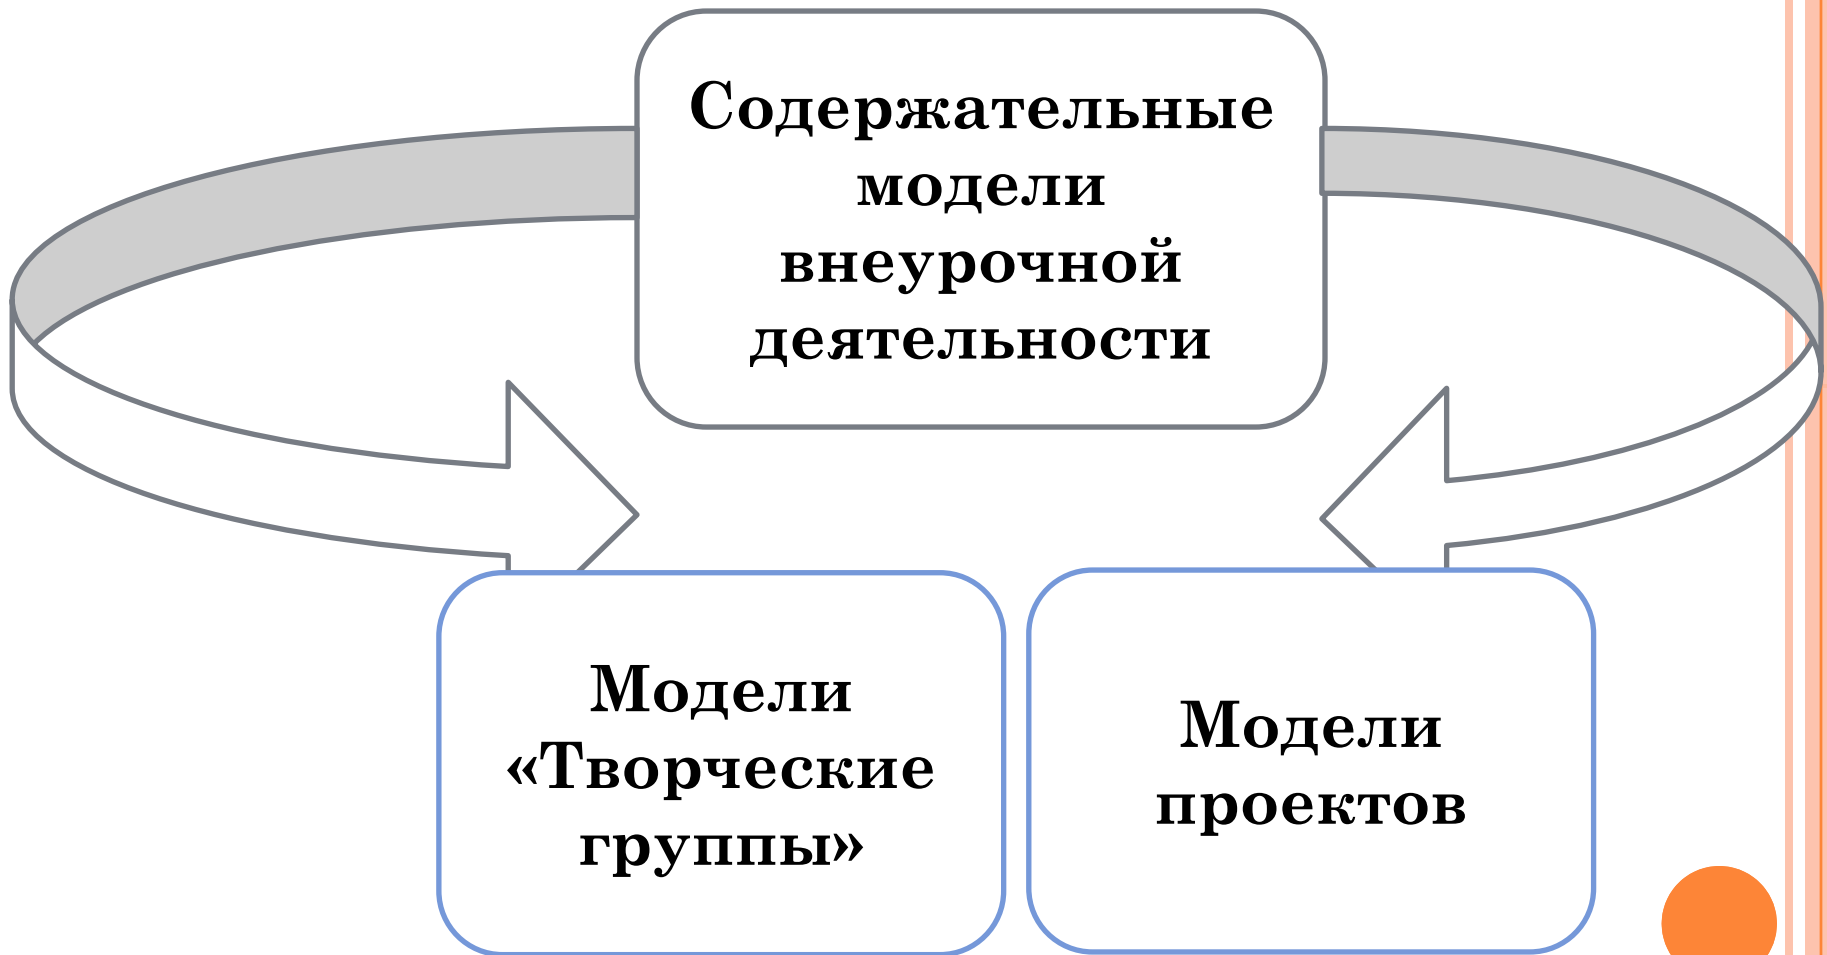 Содержательные
модели
внеурочной
деятельности
Модели
«Творческие
группы»
Модели
проектов